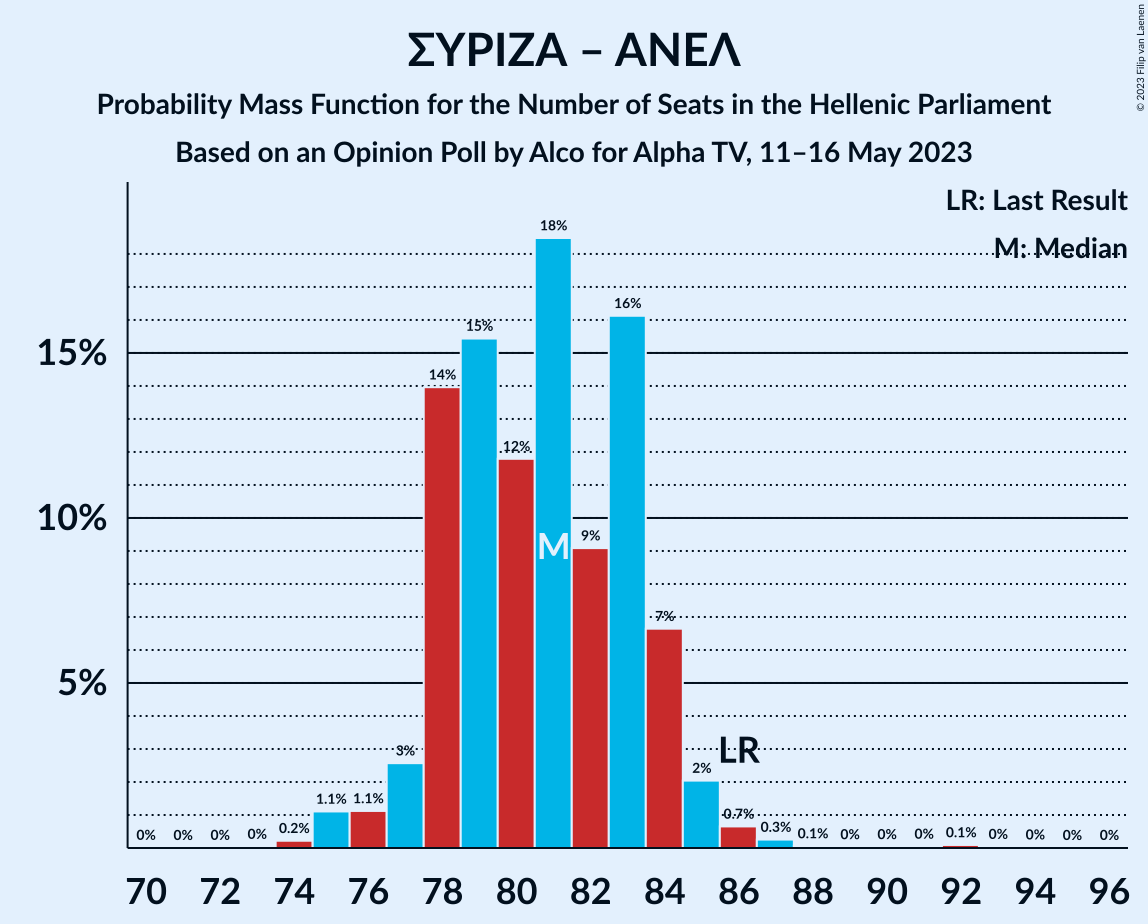 ΣΥΡΙΖΑ – ΑΝΕΛ
Probability Mass Function for the Number of Seats in the Hellenic Parliament
Based on an Opinion Poll by Alco for Alpha TV, 11–16 May 2023
© 2023 Filip van Laenen
LR: Last Result
M: Median
15%
10%
5%
0% 0% 0% 0% 0.2% 1.1% 1.1% 3% 14% 15% 12% 18% 9% 16% 7% 2% 0.7% 0.3% 0.1% 0% 0% 0% 0.1% 0% 0% 0% 0%
M
LR
70 72 74 76 78 80 82 84 86 88 90 92 94 96